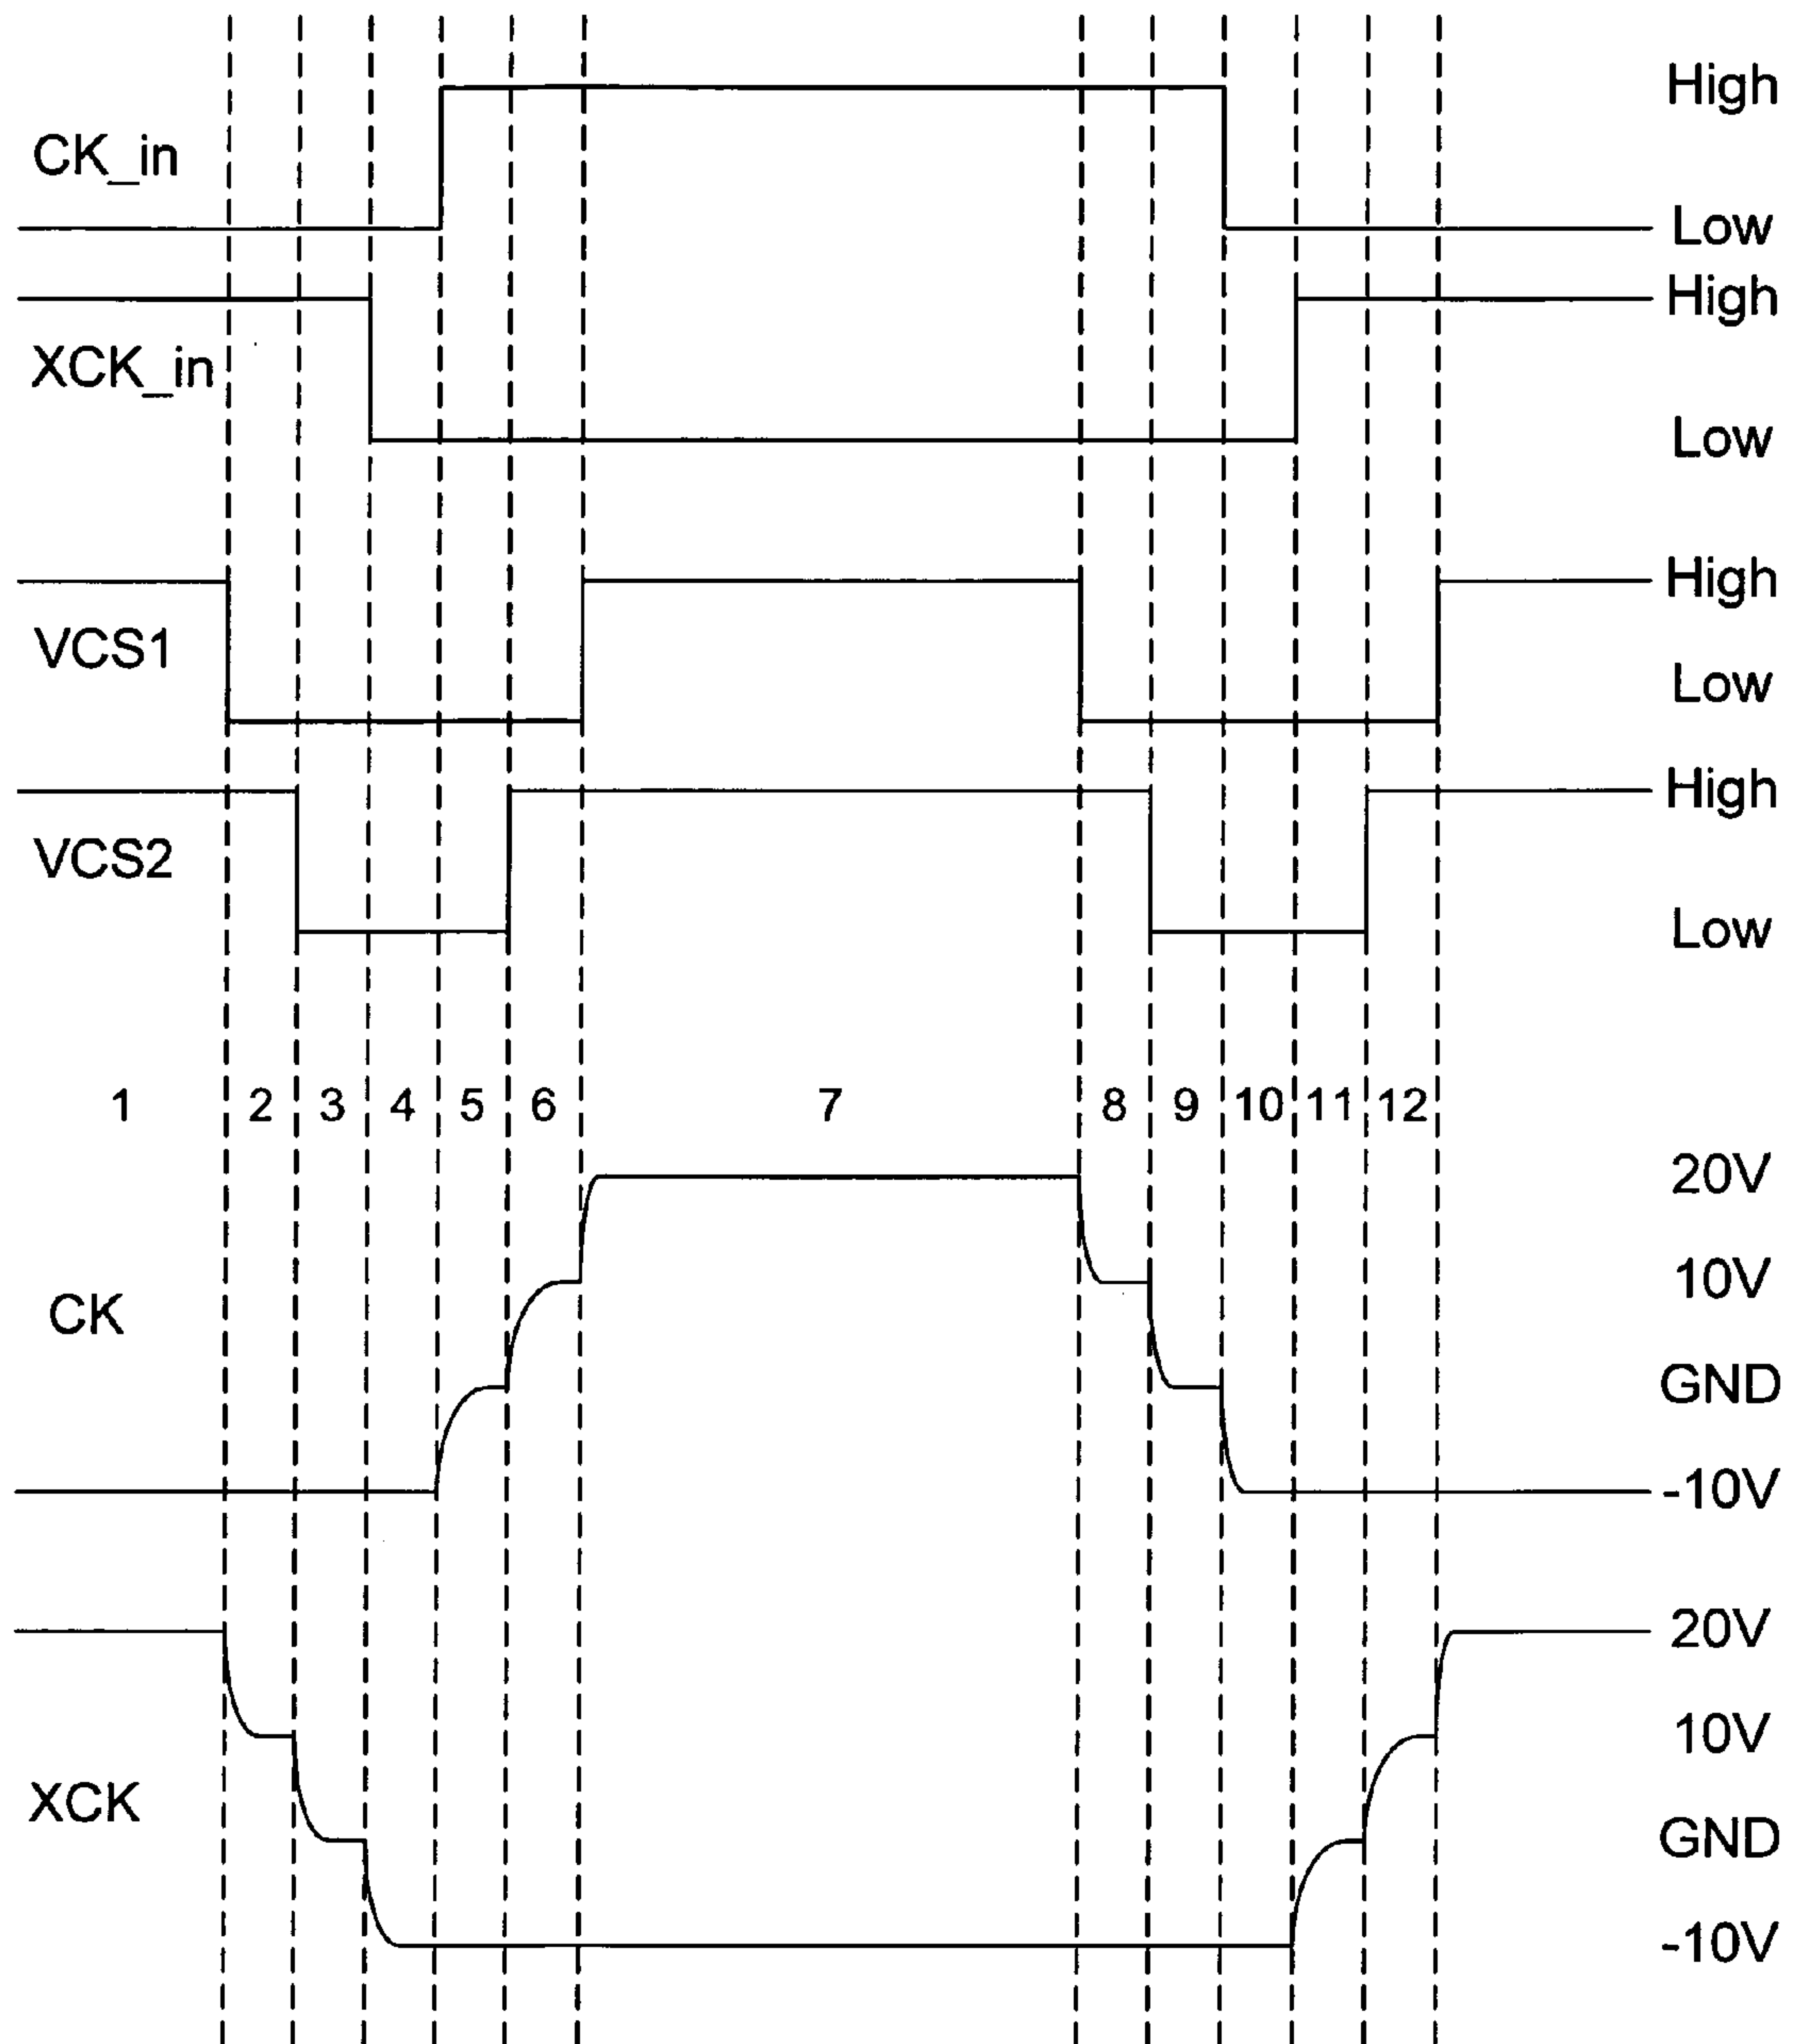 High
CK_in
Low
High
XCK_in
Low
High
VCS1
Low
High
VCS2
Low
1 2 3 4 5 6 7 8 9 10 11 12
20V
10V
CK
GND
-10V
20V
10V
XCK
GND
-10V